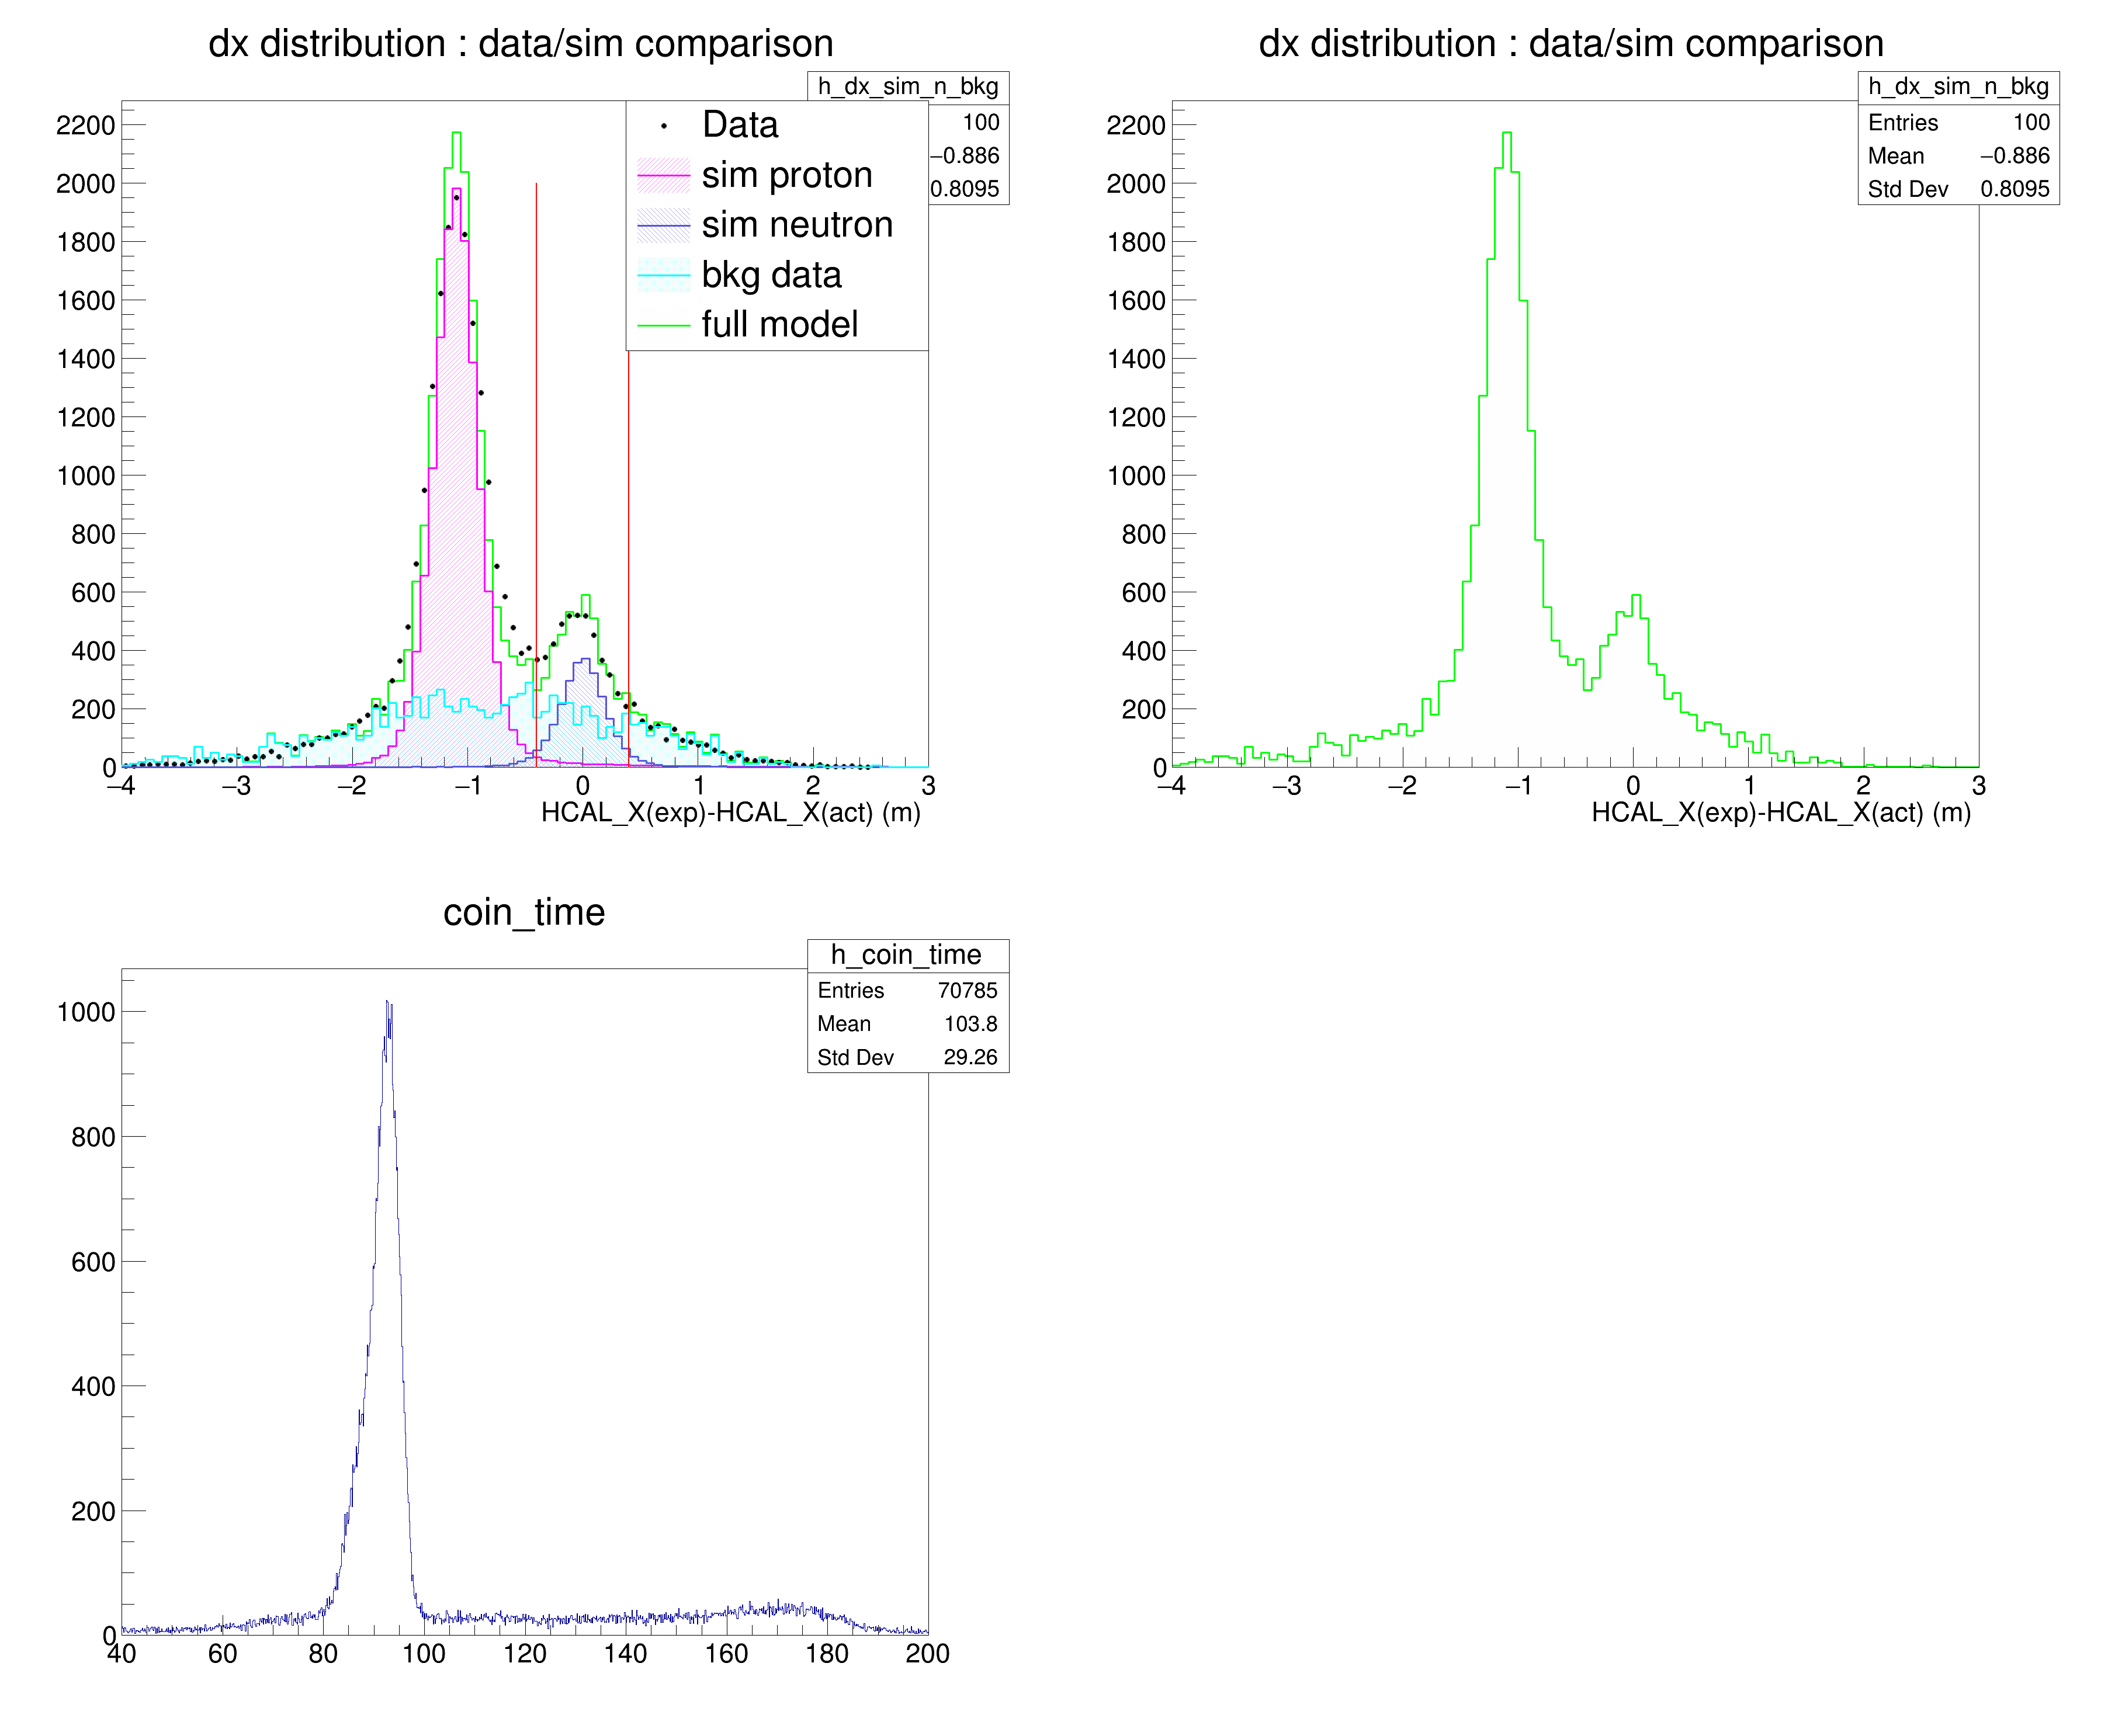 dx distribution : data/sim comparison
h_dx_sim_n_bkg
100
−0.886
0.8095
Data
sim proton
sim neutron
bkg data
full model
2200
2000
1800
1600
1400
1200
1000
800
600
400
200
0
−4 −3 −2 −1 0 1 2 3
HCAL_X(exp)-HCAL_X(act) (m)
dx distribution : data/sim comparison
h_dx_sim_n_bkg
Entries 100
Mean −0.886
Std Dev 0.8095
2200
2000
1800
1600
1400
1200
1000
800
600
400
200
0
−4 −3 −2 −1 0 1 2 3
HCAL_X(exp)-HCAL_X(act) (m)
coin_time
h_coin_time
Entries 70785
Mean 103.8
Std Dev 29.26
1000
800
600
400
200
0
40 60 80 100 120 140 160 180 200